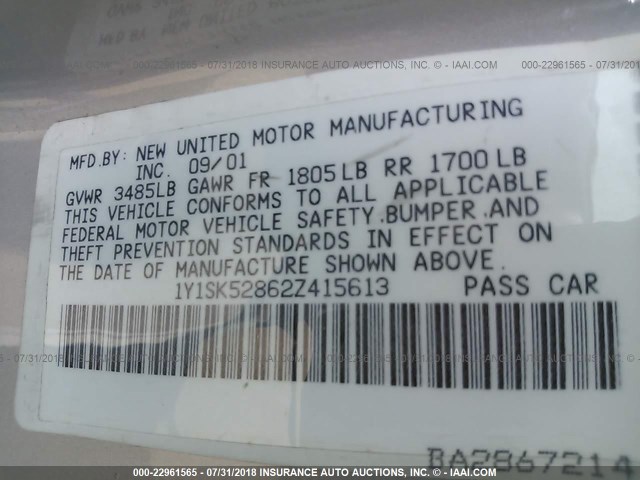 000-22961565 - 07/31/2018 INSURANCE AUTO AUCTIONS, INC. © - IAAI.COM
MFD.BY: NEW UNITED MOTOR MANUFACTURING
INC. 09/01
GVWR 3485LB GAWR FR 1805LB RR 1700LB
THIS VEHICLE CONFORMS TO ALL APPLICABLE
FEDERAL MOTOR VEHICLE SAFETY,BUMPER,AND
THEFT PREVENTION STANDARDS IN EFFECT ON
THE DATE OF MANUFACTURE SHOWN ABOVE.
1Y1SK52862Z415613 PASS CAR
BA2867214
000-22961565 - 07/31/2018 INSURANCE AUTO AUCTIONS, INC. © - IAAI.COM